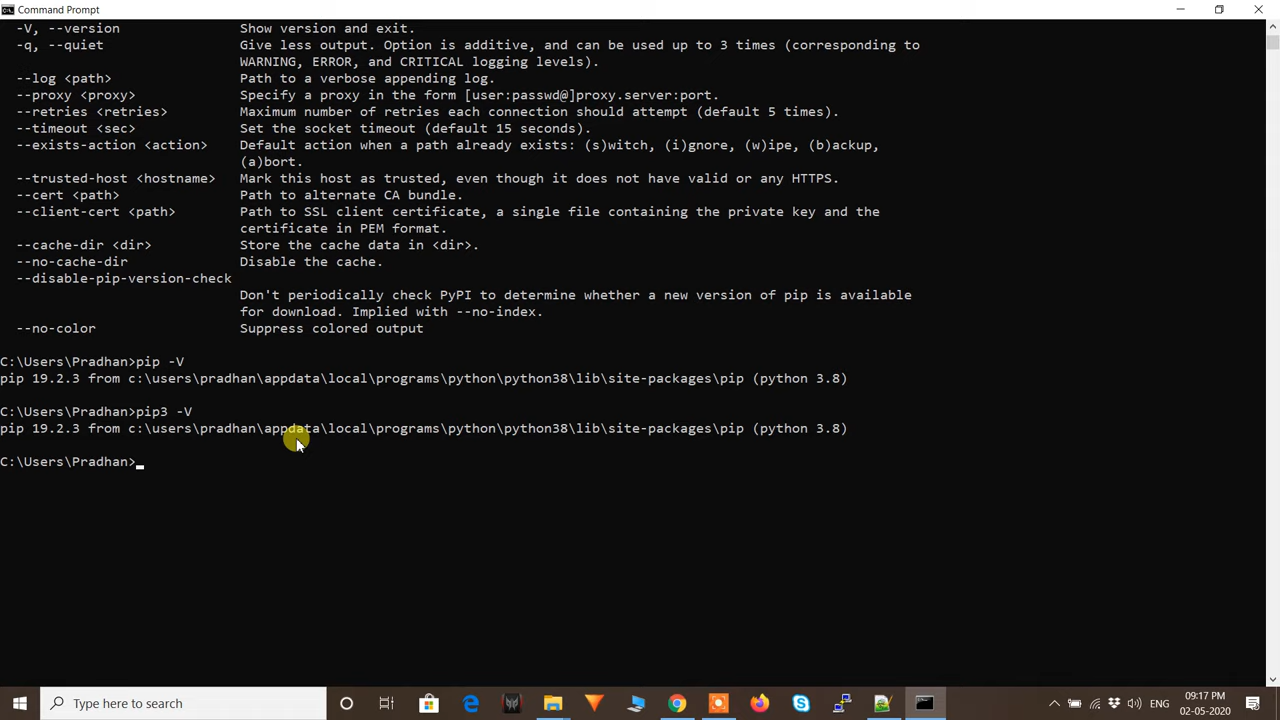 Command Prompt
-V, --version Show version and exit.
-q, --quiet Give less output. Option is additive, and can be used up to 3 times (corresponding to
WARNING, ERROR, and CRITICAL logging levels).
--log <path> Path to a verbose appending log.
--proxy <proxy> Specify a proxy in the form [user:passwd@]proxy.server:port.
--retries <retries> Maximum number of retries each connection should attempt (default 5 times).
--timeout <sec> Set the socket timeout (default 15 seconds).
--exists-action <action> Default action when a path already exists: (s)witch, (i)gnore, (w)ipe, (b)ackup,
(a)bort.
--trusted-host <hostname> Mark this host as trusted, even though it does not have valid or any HTTPS.
--cert <path> Path to alternate CA bundle.
--client-cert <path> Path to SSL client certificate, a single file containing the private key and the
certificate in PEM format.
--cache-dir <dir> Store the cache data in <dir>.
--no-cache-dir Disable the cache.
--disable-pip-version-check
Don't periodically check PyPI to determine whether a new version of pip is available
for download. Implied with --no-index.
--no-color Suppress colored output
C:\Users\Pradhan>pip -V
pip 19.2.3 from c:\users\pradhan\appdata\local\programs\python\python38\lib\site-packages\pip (python 3.8)
C:\Users\Pradhan>pip3 -V
pip 19.2.3 from c:\users\pradhan\appdata\local\programs\python\python38\lib\site-packages\pip (python 3.8)
C:\Users\Pradhan>
Type here to search
ENG
09:17 PM
02-05-2020